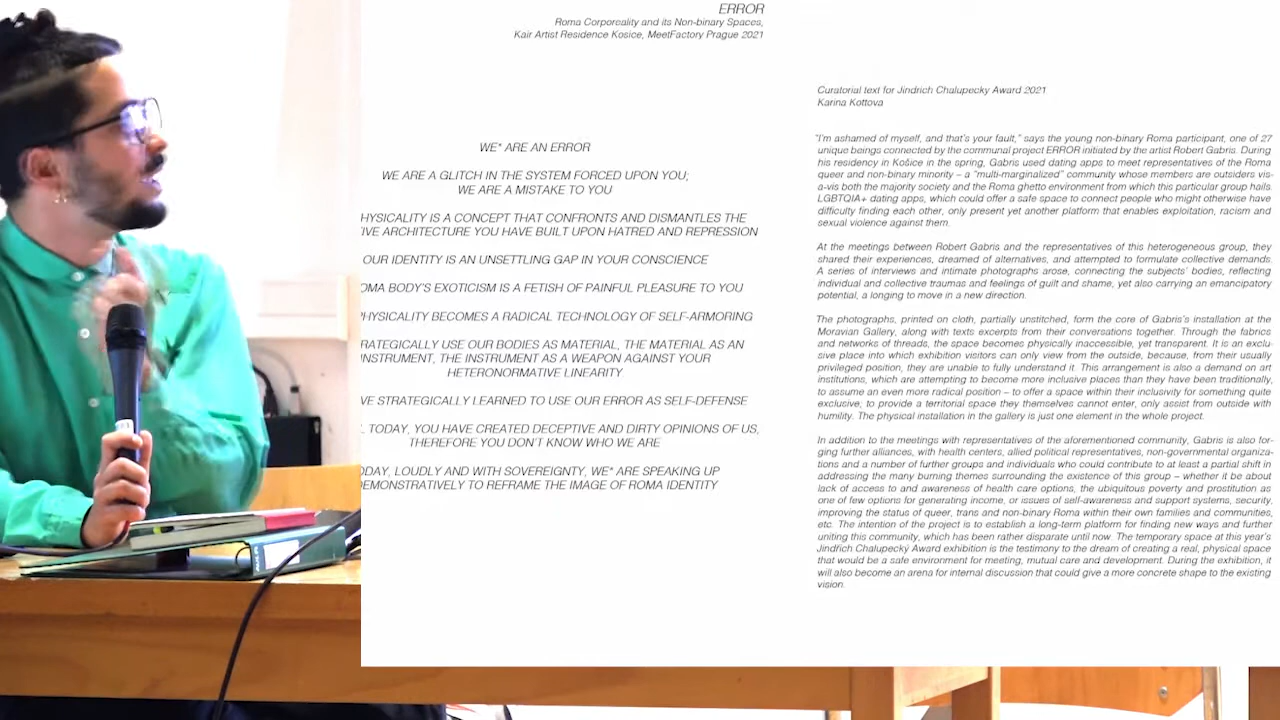 ERROR
Roma Corporeality and its Non-binary Spaces,
Kair Artist Residence Kosice, MeetFactory Prague 2021
WE* ARE AN ERROR
WE ARE A GLITCH IN THE SYSTEM FORCED UPON YOU;
WE ARE A MISTAKE TO YOU
HYSICALITY IS A CONCEPT THAT CONFRONTS AND DISMANTLES THE
IVE ARCHITECTURE YOU HAVE BUILT UPON HATRED AND REPRESSION
OUR IDENTITY IS AN UNSETTLING GAP IN YOUR CONSCIENCE
OMA BODY'S EXOTICISM IS A FETISH OF PAINFUL PLEASURE TO YOU
HYSICALITY BECOMES A RADICAL TECHNOLOGY OF SELF-ARMORING
RATEGICALLY USE OUR BODIES AS MATERIAL, THE MATERIAL AS AN
INSTRUMENT, THE INSTRUMENT AS A WEAPON AGAINST YOUR
HETERONORMATIVE LINEARITY.
VE STRATEGICALLY LEARNED TO USE OUR ERROR AS SELF-DEFENSE
TODAY, YOU HAVE CREATED DECEPTIVE AND DIRTY OPINIONS OF US,
THEREFORE YOU DON'T KNOW WHO WE ARE
ODAY, LOUDLY AND WITH SOVEREIGNTY, WE* ARE SPEAKING UP
DEMONSTRATIVELY TO REFRAME THE IMAGE OF ROMA IDENTITY
Curatorial text for Jindrich Chalupecky Award 2021
Karina Kottova
"I'm ashamed of myself, and that's your fault," says the young non-binary Roma participant, one of 27
unique beings connected by the communal project ERROR initiated by the artist Robert Gabris. During
his residency in Košice in the spring, Gabris used dating apps to meet representatives of the Roma
queer and non-binary minority – a "multi-marginalized" community whose members are outsiders vis-
a-vis both the majority society and the Roma ghetto environment from which this particular group hails.
LGBTQIA+ dating apps, which could offer a safe space to connect people who might otherwise have
difficulty finding each other, only present yet another platform that enables exploitation, racism and
sexual violence against them.
At the meetings between Robert Gabris and the representatives of this heterogeneous group, they
shared their experiences, dreamed of alternatives, and attempted to formulate collective demands.
A series of interviews and intimate photographs arose, connecting the subjects' bodies, reflecting
individual and collective traumas and feelings of guilt and shame, yet also carrying an emancipatory
potential, a longing to move in a new direction.
The photographs, printed on cloth, partially unstitched, form the core of Gabris's installation at the
Moravian Gallery, along with texts excerpts from their conversations together. Through the fabrics
and networks of threads, the space becomes physically inaccessible, yet transparent. It is an exclu-
sive place into which exhibition visitors can only view from the outside, because, from their usually
privileged position, they are unable to fully understand it. This arrangement is also a demand on art
institutions, which are attempting to become more inclusive places than they have been traditionally,
to assume an even more radical position – to offer a space within their inclusivity for something quite
exclusive; to provide a territorial space they themselves cannot enter, only assist from outside with
humility. The physical installation in the gallery is just one element in the whole project.
In addition to the meetings with representatives of the aforementioned community, Gabris is also for-
ging further alliances, with health centers, allied political representatives, non-governmental organiza-
tions and a number of further groups and individuals who could contribute to at least a partial shift in
addressing the many burning themes surrounding the existence of this group – whether it be about
lack of access to and awareness of health care options, the ubiquitous poverty and prostitution as
one of few options for generating income, or issues of self-awareness and support systems, security,
improving the status of queer, trans and non-binary Roma within their own families and communities,
etc. The intention of the project is to establish a long-term platform for finding new ways and further
uniting this community, which has been rather disparate until now. The temporary space at this year's
Jindřich Chalupecký Award exhibition is the testimony to the dream of creating a real, physical space
that would be a safe environment for meeting, mutual care and development. During the exhibition, it
will also become an arena for internal discussion that could give a more concrete shape to the existing
vision.